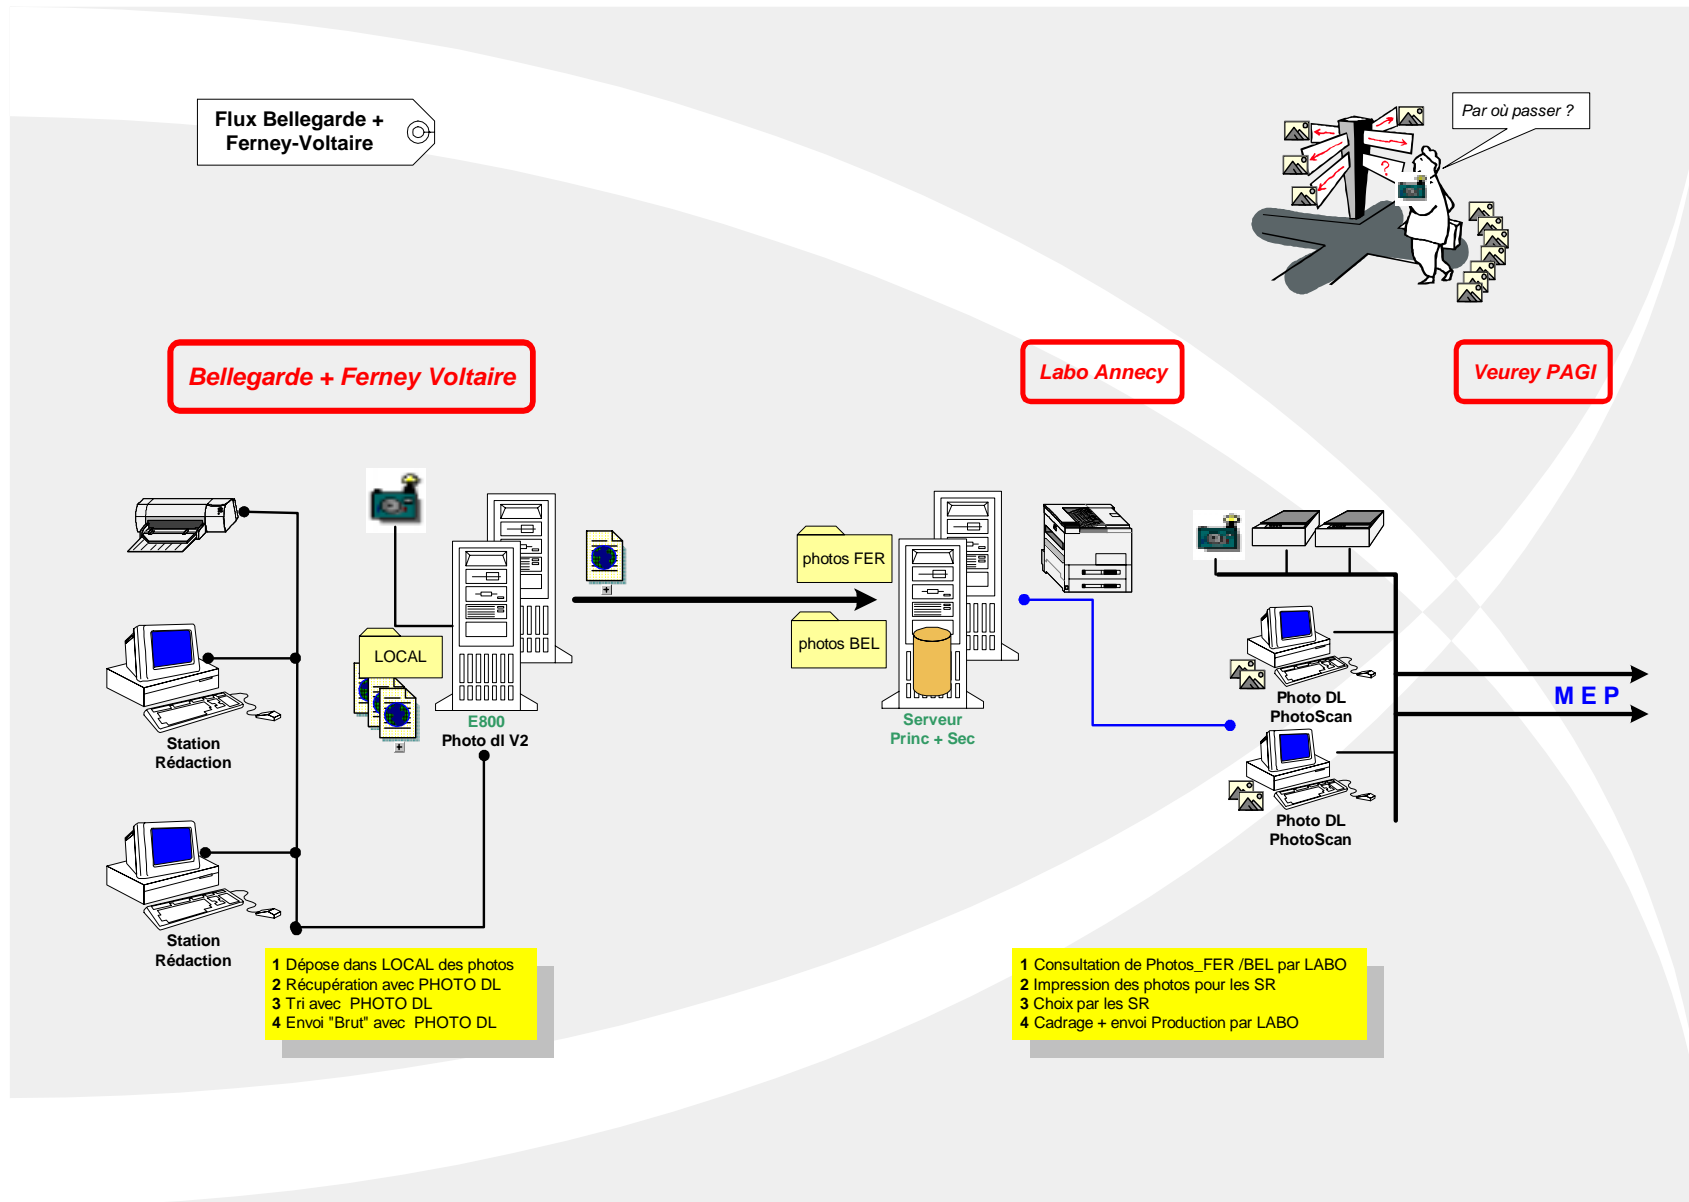 Flux Bellegarde +
Ferney-Voltaire
Par où passer ?
?
Bellegarde + Ferney Voltaire
Labo Annecy
Veurey PAGI
photos FER
photos BEL
LOCAL
E800
Photo dl V2
Serveur
Princ + Sec
Station
Rédaction
Station
Rédaction
Photo DL
PhotoScan
Photo DL
PhotoScan
M E P
1 Dépose dans LOCAL des photos
2 Récupération avec PHOTO DL
3 Tri avec PHOTO DL
4 Envoi "Brut" avec PHOTO DL
1 Consultation de Photos_FER /BEL par LABO
2 Impression des photos pour les SR
3 Choix par les SR
4 Cadrage + envoi Production par LABO